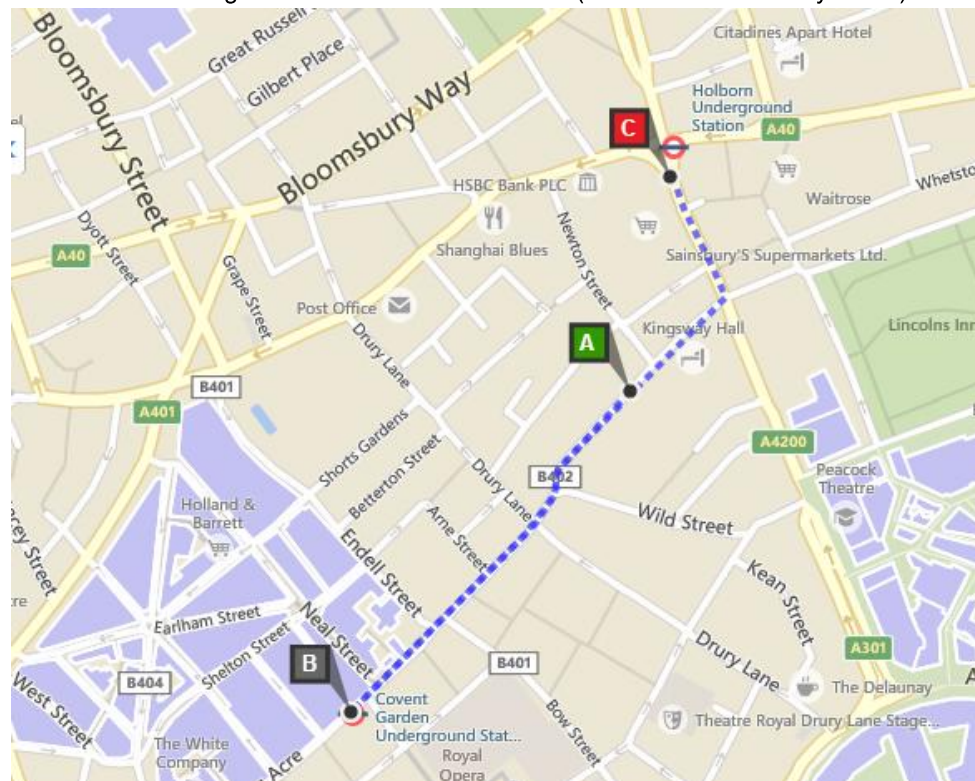 Bloomsbury Street
Great Russell
Gilbert Place
Bloomsbury Way
Citadines Apart Hotel
Holborn
Underground
Station
C
A40
HSBC Bank PLC
Whetsto
Waitrose
Dyott Street
Shanghai Blues
Newton Street
Sainsbury'S Supermarkets Ltd.
A40
Grape Street
Post Office
Drury Lane
Kingsway Hall
Lincolns Inn
A
B401
A401
Shorts Gardens
Betterton Street
A4200
Drury Lane
B402
Peacock
Theatre
Holland &
Barrett
Arne Street
Wild Street
Endell Street
Kean Street
Earlham Street
Neal Street
Shelton Street
Drury Lane
A301
B
B401
B404
West Street
Covent
Garden
Underground Stat...
Bow Street
The Delaunay
Theatre Royal Drury Lane Stage...
The White
Company
Acre
Royal
Opera